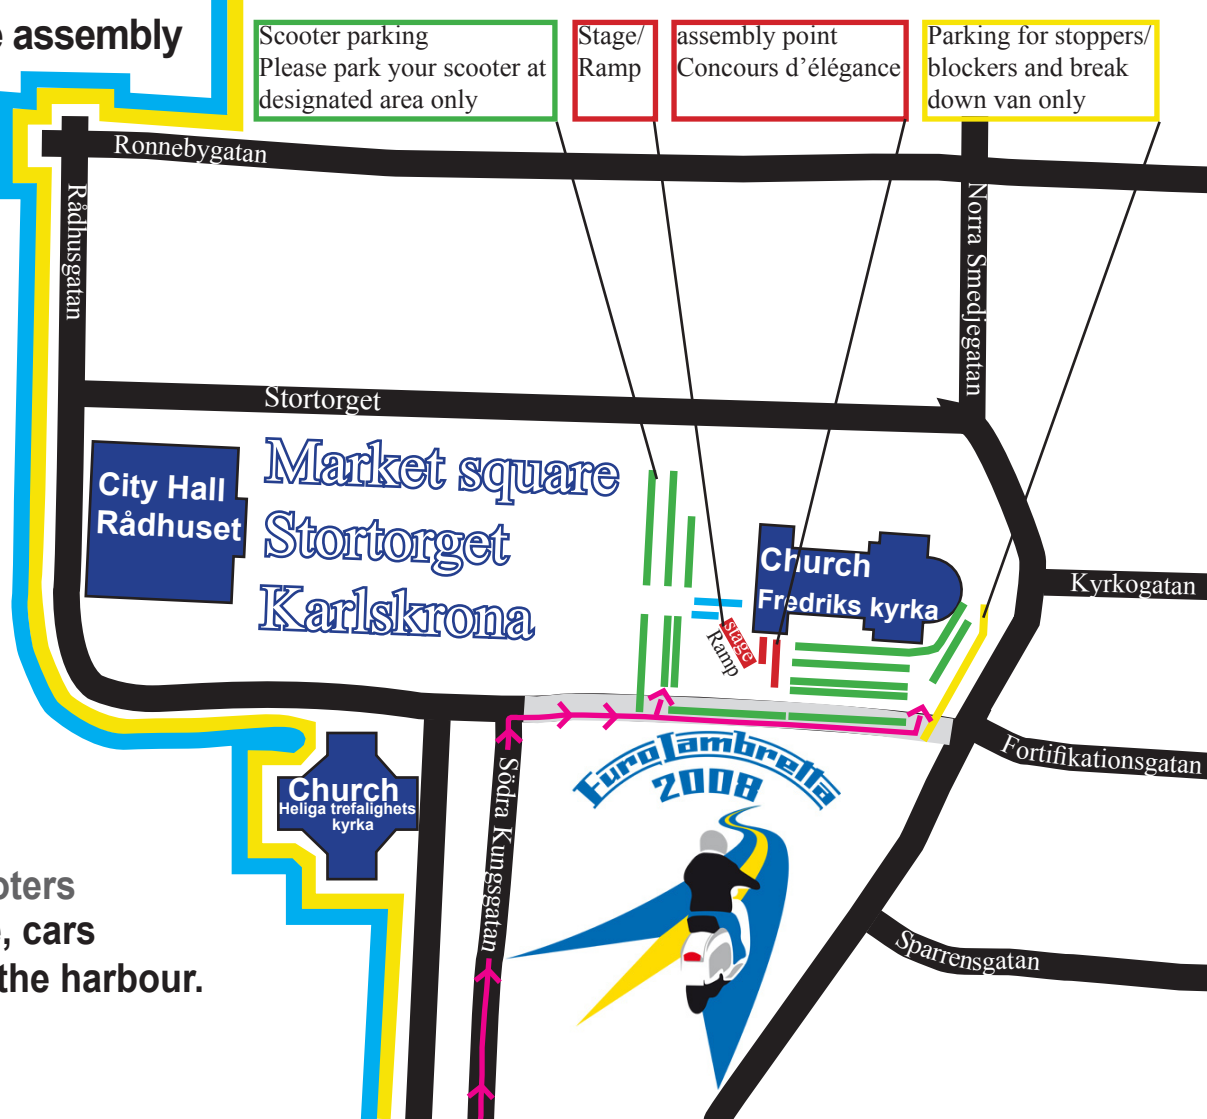 e assembly
Scooter parking
Please park your scooter at
designated area only
Stage/
Ramp
assembly point
Concours d’élégance
Parking for stoppers/
blockers and break
down van only
Ronnebygatan
Rådhusgatan
Norra Smedjegatan
Stortorget
City Hall
Rådhuset
Market square
Stortorget
Karlskrona
Church
Fredriks kyrka
Kyrkogatan
stage
Ramp
Fortifikationsgatan
Södra Kungsgatan
EuroLambretta
2008
Church
Heliga trefalighets
kyrka
oters
, cars
the harbour.
Sparrensgatan